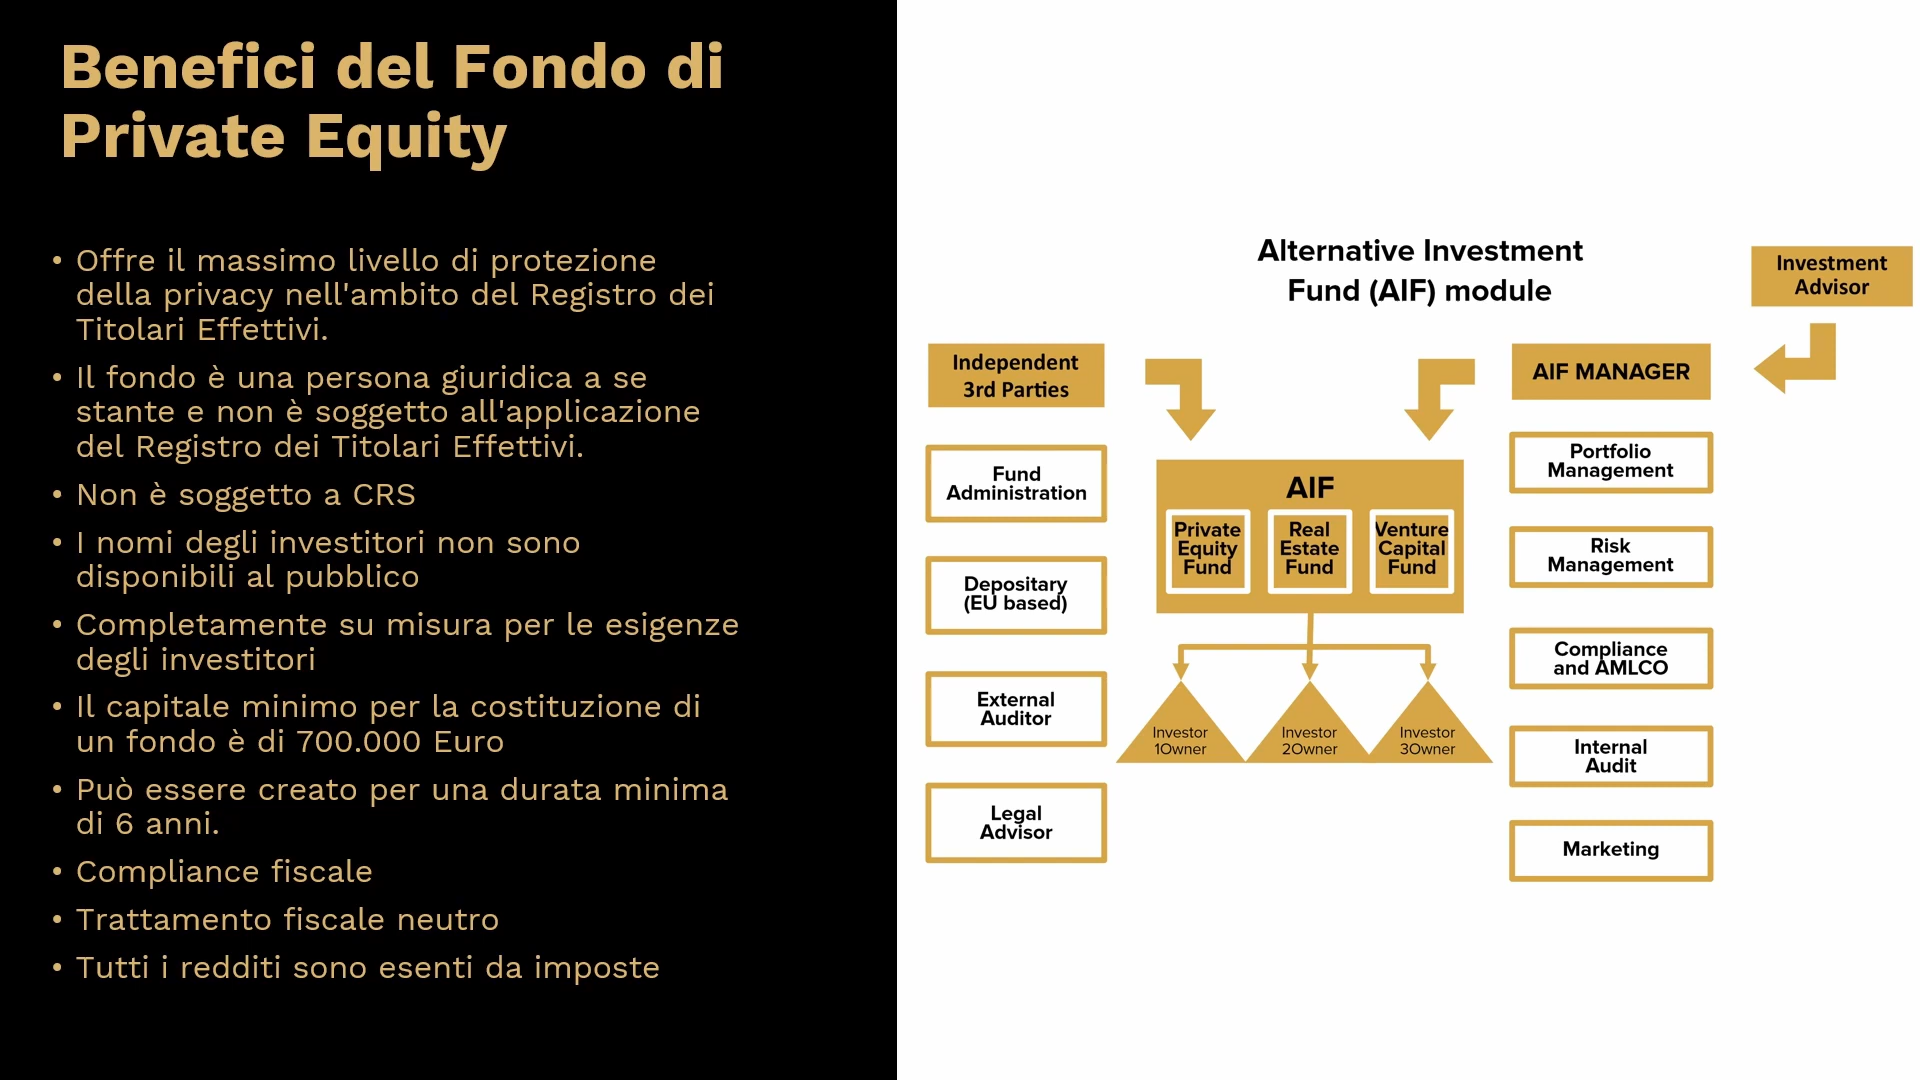 Benefici del Fondo di
Private Equity
• Offre il massimo livello di protezione
della privacy nell'ambito del Registro dei
Titolari Effettivi.
• Il fondo è una persona giuridica a se
stante e non è soggetto all'applicazione
del Registro dei Titolari Effettivi.
• Non è soggetto a CRS
• I nomi degli investitori non sono
disponibili al pubblico
• Completamente su misura per le esigenze
degli investitori
• Il capitale minimo per la costituzione di
un fondo è di 700.000 Euro
• Può essere creato per una durata minima
di 6 anni.
• Compliance fiscale
• Trattamento fiscale neutro
• Tutti i redditi sono esenti da imposte
Alternative Investment
Fund (AIF) module
Independent
3rd Parties
Fund
Administration
Depositary
(EU based)
External
Auditor
Legal
Advisor
AIF
Private
Equity
Fund
Real
Estate
Fund
Venture
Capital
Fund
Investor
1Owner
Investor
2Owner
Investor
3Owner
Investment
Advisor
AIF MANAGER
Portfolio
Management
Risk
Management
Compliance
and AMLCO
Internal
Audit
Marketing